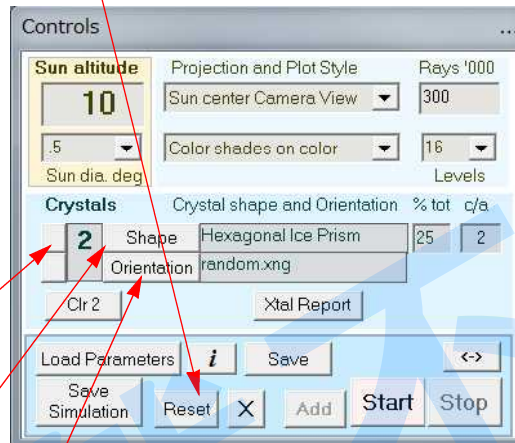 Controls ...
Sun altitude Projection and Plot Style Rays '000
10 Sun center Camera View 300
.5 Color shades on color 16
Sun dia. deg Levels
Crystals Crystal shape and Orientation % tot c/a
2 Shape Hexagonal Ice Prism 25 2
Orientation random.xng
Clr 2 Xtal Report
Load Parameters i Save <->
Save Simulation Reset X Add Start Stop